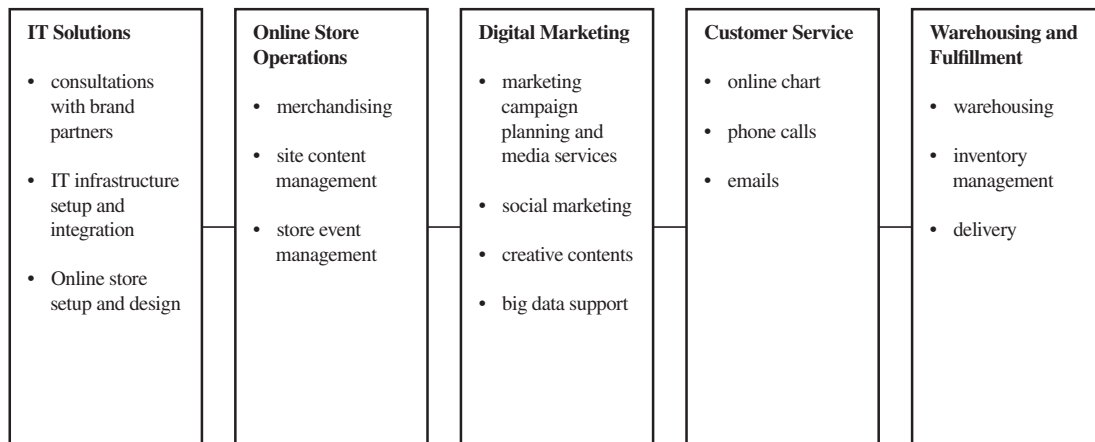 IT Solutions
• consultations
with brand
partners
• IT infrastructure
setup and
integration
• Online store
setup and design
Online Store
Operations
• merchandising
• site content
management
• store event
management
Digital Marketing
• marketing
campaign
planning and
media services
• social marketing
• creative contents
• big data support
Customer Service
• online chart
• phone calls
• emails
Warehousing and
Fulfillment
• warehousing
• inventory
management
• delivery